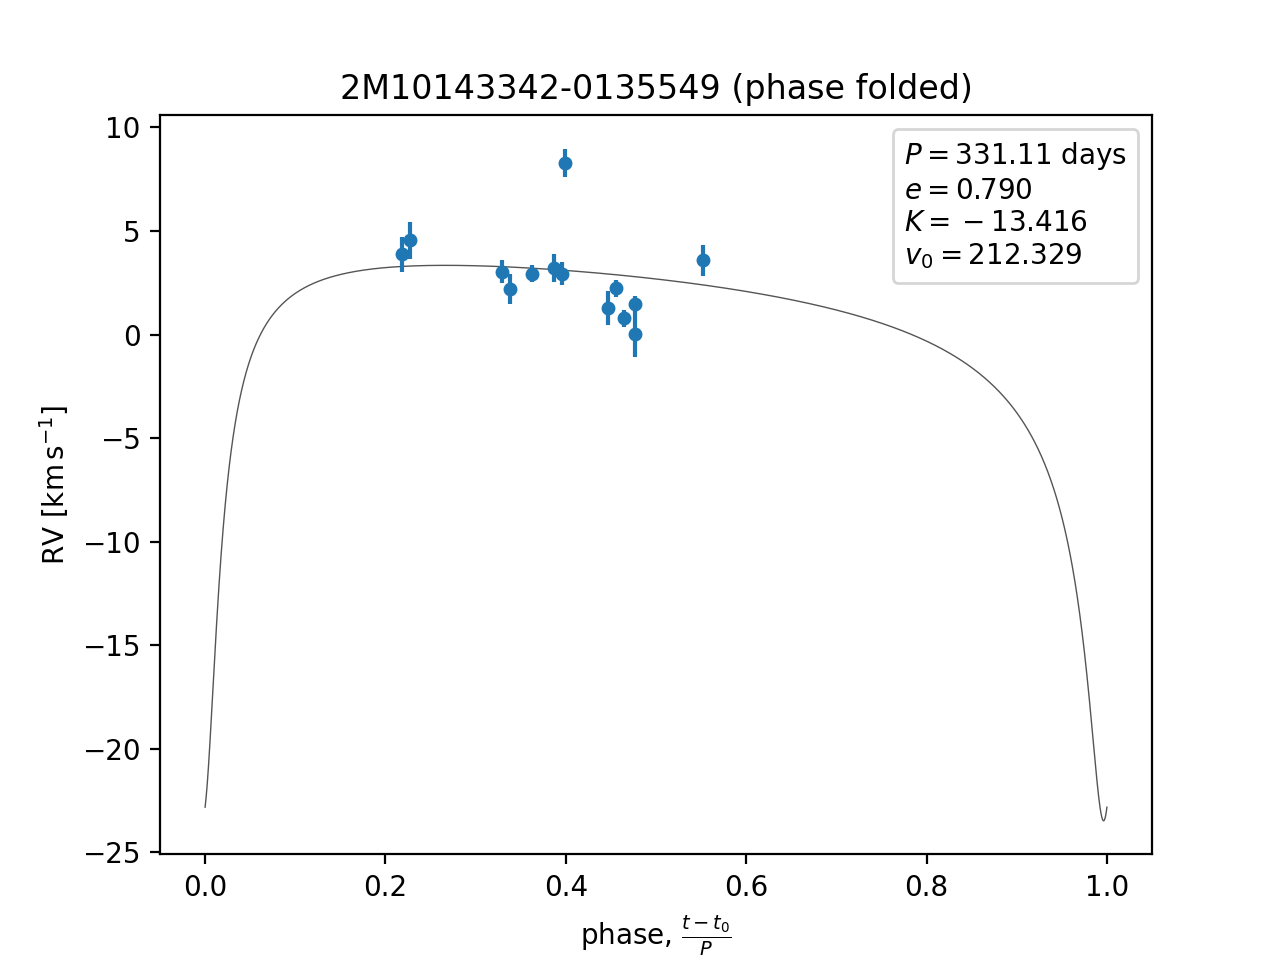 2M10143342-0135549 (phase folded)
P = 331.11 days
e = 0.790
K = −13.416
v₀ = 212.329
10
5
0
−5
−10
−15
−20
−25
RV [km s⁻¹]
0.0 0.2 0.4 0.6 0.8 1.0
phase, (t − t₀)/P